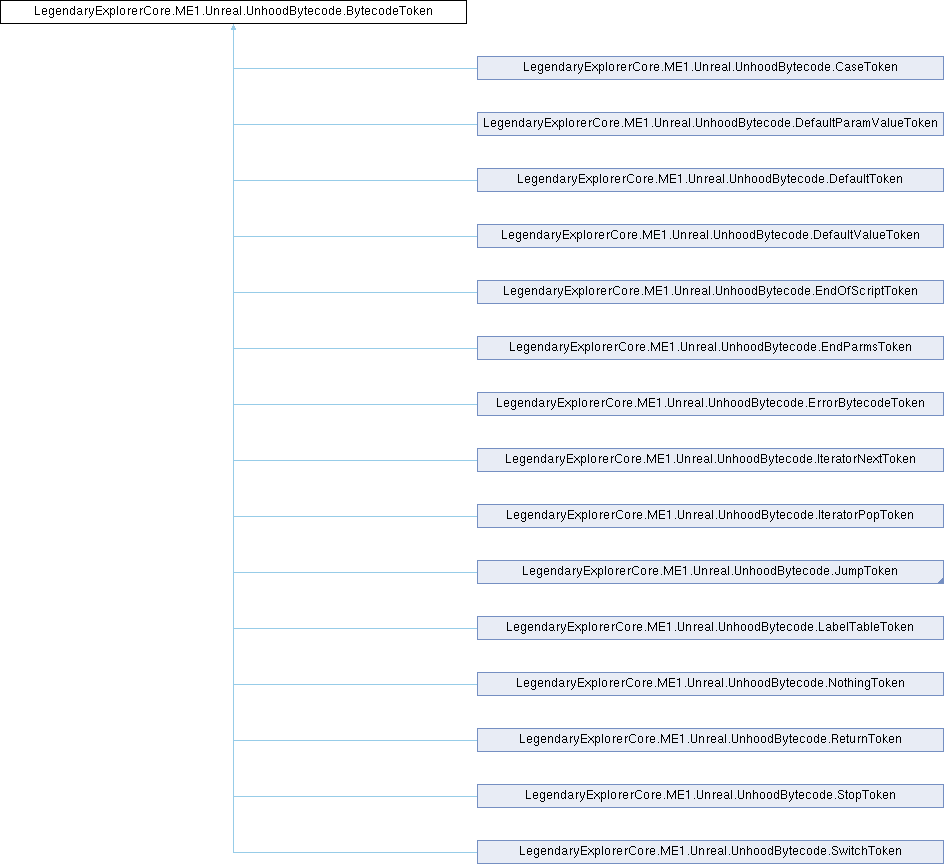 LegendaryExplorerCore.ME1.Unreal.UnhoodBytecode.BytecodeToken
LegendaryExplorerCore.ME1.Unreal.UnhoodBytecode.CaseToken
LegendaryExplorerCore.ME1.Unreal.UnhoodBytecode.DefaultParamValueToken
LegendaryExplorerCore.ME1.Unreal.UnhoodBytecode.DefaultToken
LegendaryExplorerCore.ME1.Unreal.UnhoodBytecode.DefaultValueToken
LegendaryExplorerCore.ME1.Unreal.UnhoodBytecode.EndOfScriptToken
LegendaryExplorerCore.ME1.Unreal.UnhoodBytecode.EndParmsToken
LegendaryExplorerCore.ME1.Unreal.UnhoodBytecode.ErrorBytecodeToken
LegendaryExplorerCore.ME1.Unreal.UnhoodBytecode.IteratorNextToken
LegendaryExplorerCore.ME1.Unreal.UnhoodBytecode.IteratorPopToken
LegendaryExplorerCore.ME1.Unreal.UnhoodBytecode.JumpToken
LegendaryExplorerCore.ME1.Unreal.UnhoodBytecode.LabelTableToken
LegendaryExplorerCore.ME1.Unreal.UnhoodBytecode.NothingToken
LegendaryExplorerCore.ME1.Unreal.UnhoodBytecode.ReturnToken
LegendaryExplorerCore.ME1.Unreal.UnhoodBytecode.StopToken
LegendaryExplorerCore.ME1.Unreal.UnhoodBytecode.SwitchToken